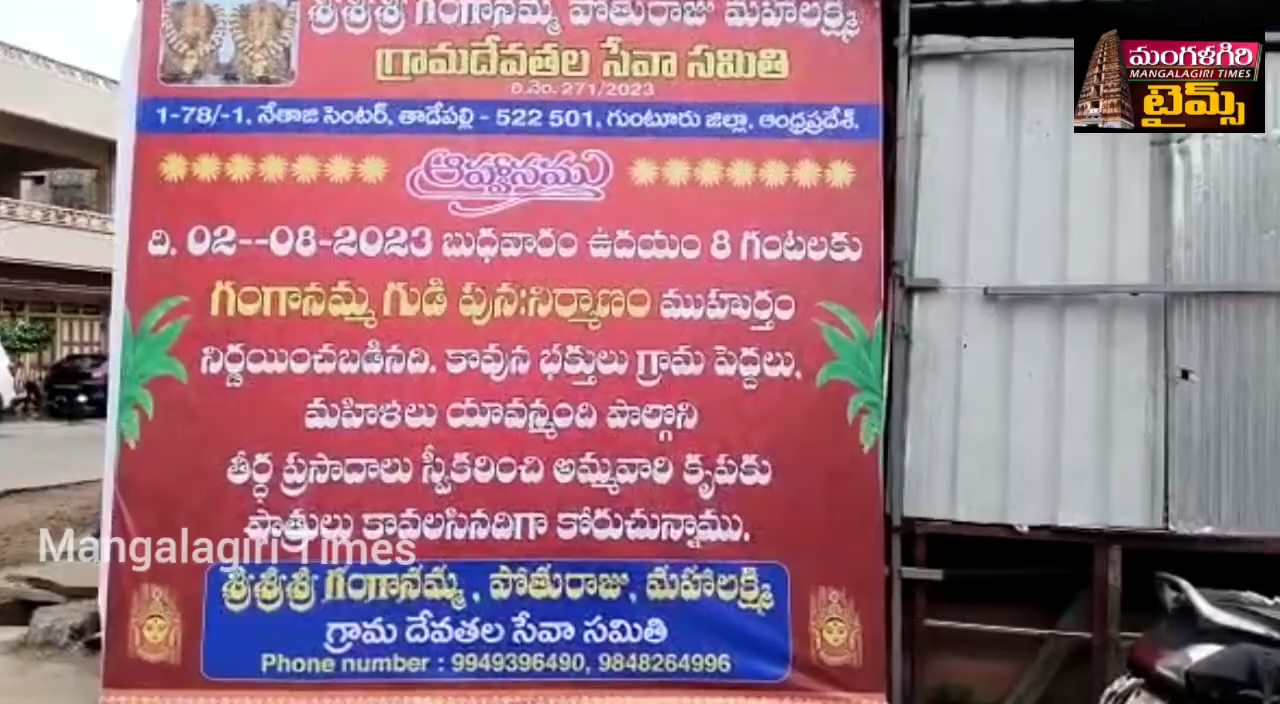 శ్రీశ్రీశ్రీ గంగానమ్మ పోతురాజు మహాలక్ష్మి
గ్రామదేవతల సేవా సమితి
రి.నెం. 271/2023
1-78/-1, నేతాజి సెంటర్, తాడేపల్లి - 522 501, గుంటూరు జిల్లా, ఆంధ్రప్రదేశ్.
ఆహ్వానము
ది. 02--08-2023 బుధవారం ఉదయం 8 గంటలకు
గంగానమ్మ గుడి పున:నిర్మాణం ముహుర్తం
నిర్ణయించబడినది. కావున భక్తులు గ్రామ పెద్దలు,
మహిళలు యావన్మంది పాల్గొని
తీర్ధ ప్రసాదాలు స్వీకరించి అమ్మవారి కృపకు
పాత్రులు కావలసినదిగా కోరుచున్నాము.
శ్రీశ్రీశ్రీ గంగానమ్మ, పోతురాజు, మహాలక్ష్మి
గ్రామ దేవతల సేవా సమితి
Phone number : 9949396490, 9848264996
మంగళగిరి
MANGALAGIRI TIMES
టైమ్స్
Mangalagiri Times